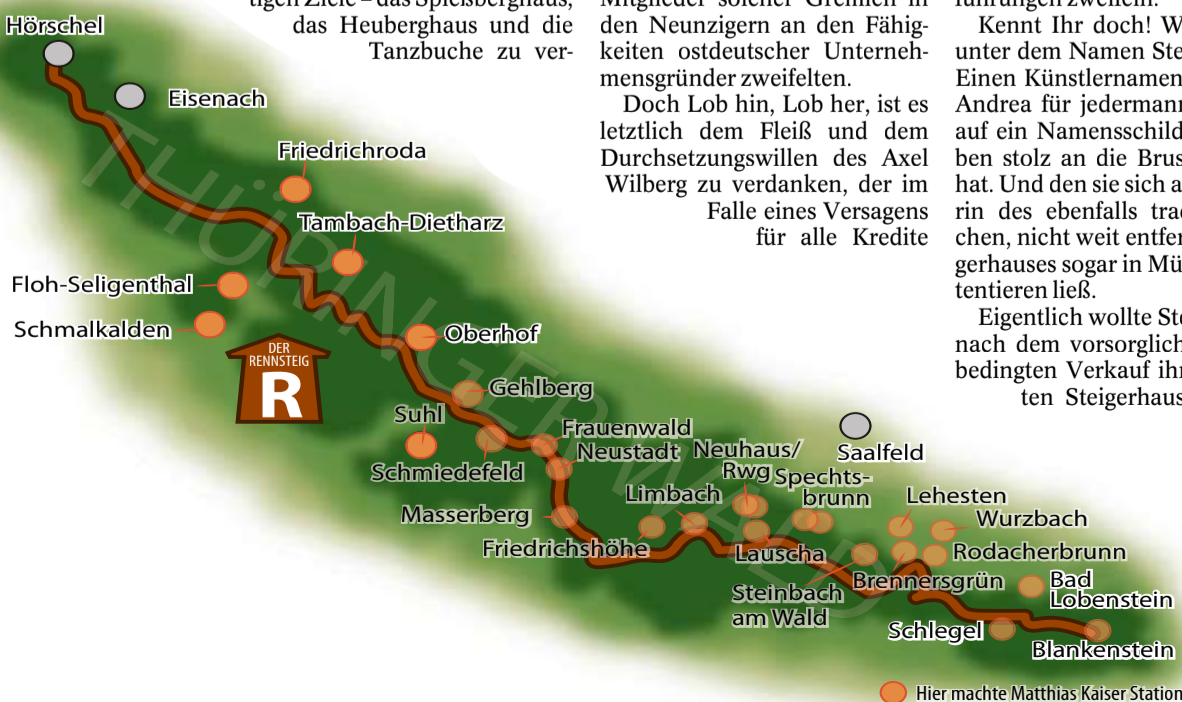 tigen Ziele – das Spießberghaus,
das Heuberghaus und die
Tanzbuche zu ver-
Mitglieder solcher Gremien in
den Neunzigern an den Fähig-
keiten ostdeutscher Unterneh-
mensgründer zweifelten.
Doch Lob hin, Lob her, ist es
letztlich dem Fleiß und dem
Durchsetzungswillen des Axel
Wilberg zu verdanken, der im
Falle eines Versagens
für alle Kredite
Kennt Ihr doch! W
unter dem Namen Ste
Einen Künstlernamen
Andrea für jedermann
auf ein Namensschild
ben stolz an die Brus
hat. Und den sie sich a
rin des ebenfalls trad
chen, nicht weit entfer
gerhauses sogar in Mü
tentieren ließ.
Eigentlich wollte Ste
nach dem vorsorglich
bedingten Verkauf ihr
ten Steigerhaus
Hörschel
Eisenach
Friedrichroda
Tambach-Dietharz
Floh-Seligenthal
Schmalkalden
DER
RENNSTEIG
R
Oberhof
Gehlberg
Suhl
Schmiedefeld
Frauenwald
Neustadt
Masserberg
Friedrichshöhe
Limbach
Neuhaus/
Rwg
Lauscha
Spechts-
brunn
Saalfeld
Steinbach
am Wald
Lehesten
Wurzbach
Rodacherbrunn
Brennersgrün
Bad
Lobenstein
Schlegel
Blankenstein
THÜRINGER WALD
Hier machte Matthias Kaiser Station